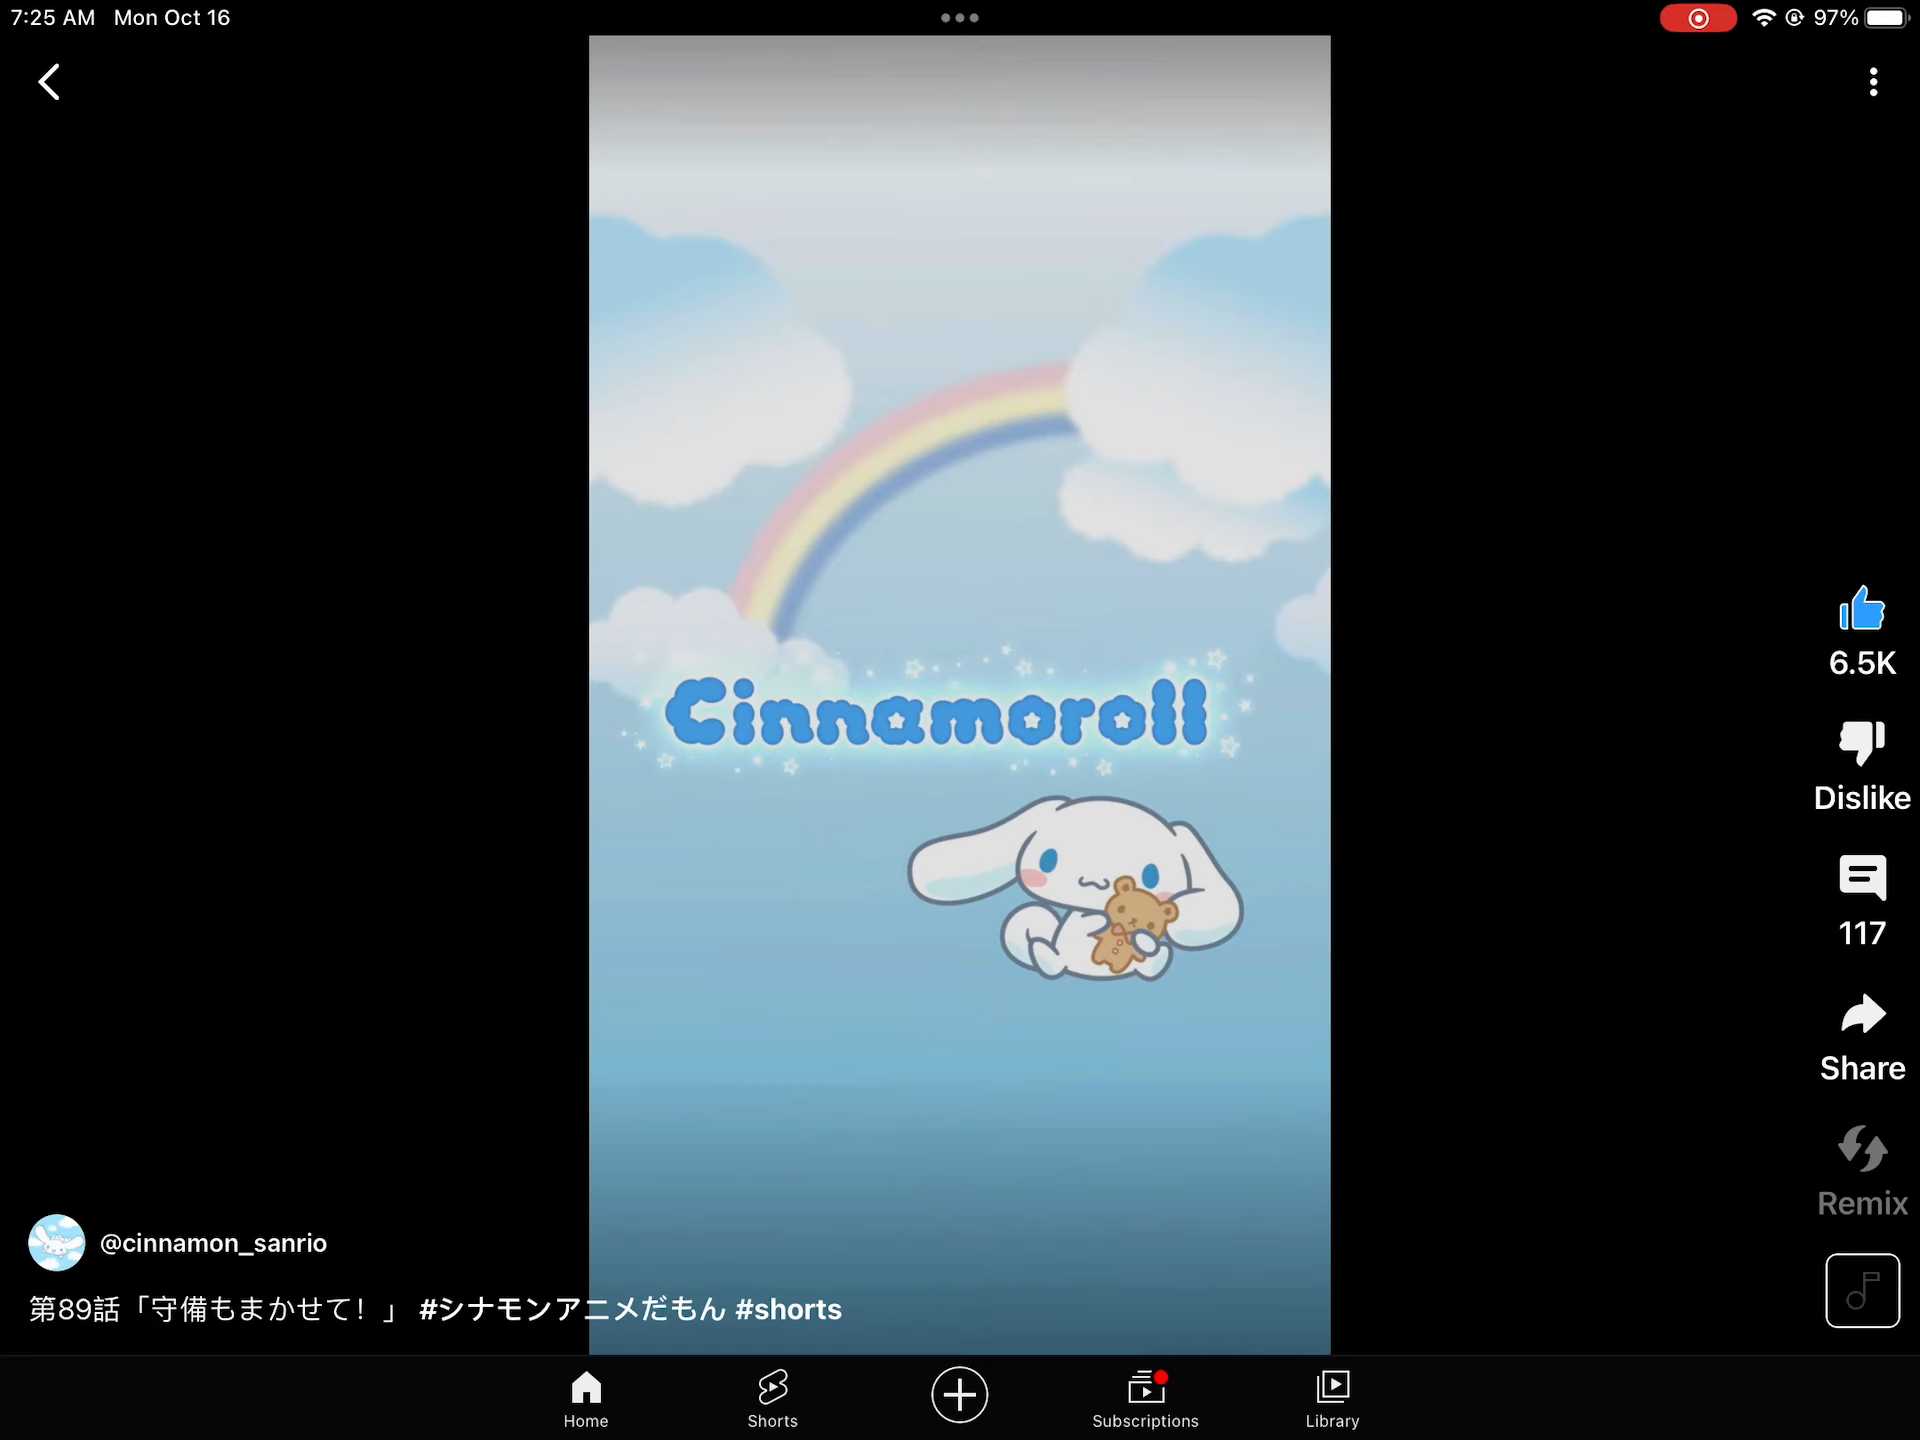 7:25 AM Mon Oct 16
97%
Cinnamoroll
6.5K
Dislike
117
Share
Remix
@cinnamon_sanrio
第89話「守備もまかせて！」 #シナモンアニメだもん #shorts
Home
Shorts
Subscriptions
Library